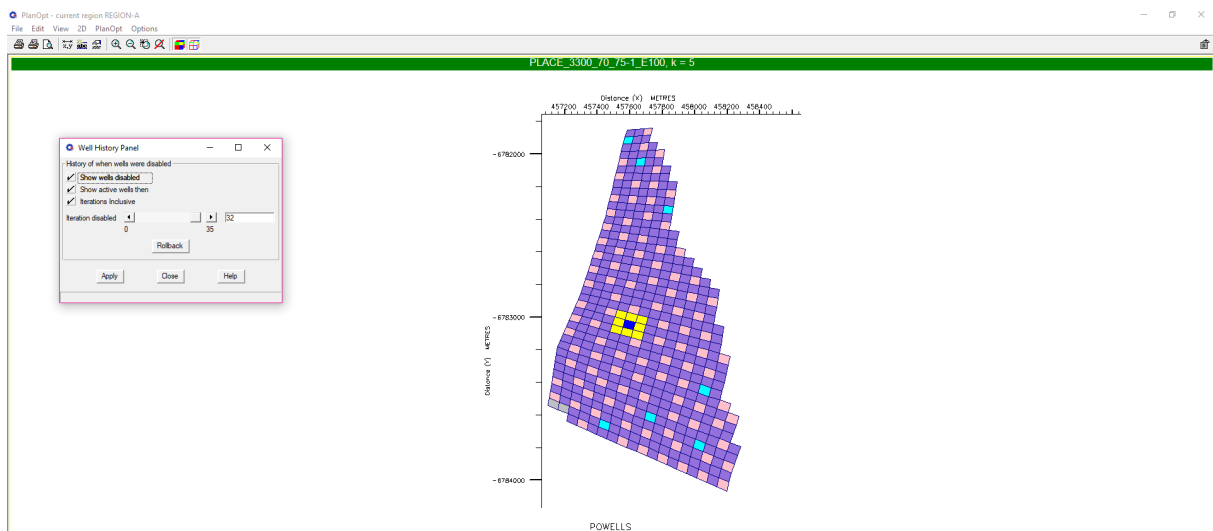 PlanOpt - current region REGION-A
File Edit View 2D PlanOpt Options
PLACE_3300_70_75-1_E100, k = 5
Distance (X) METRES
457200 457400 457600 457800 458000 458200 458400
Well History Panel
History of when wells were disabled
Show wells disabled
Show active wells then
Iterations Inclusive
Iteration disabled 32
0 35
Rollback
Apply Close Help
-6782000
-6783000
Distance (Y) METRES
-6784000
POWELLS